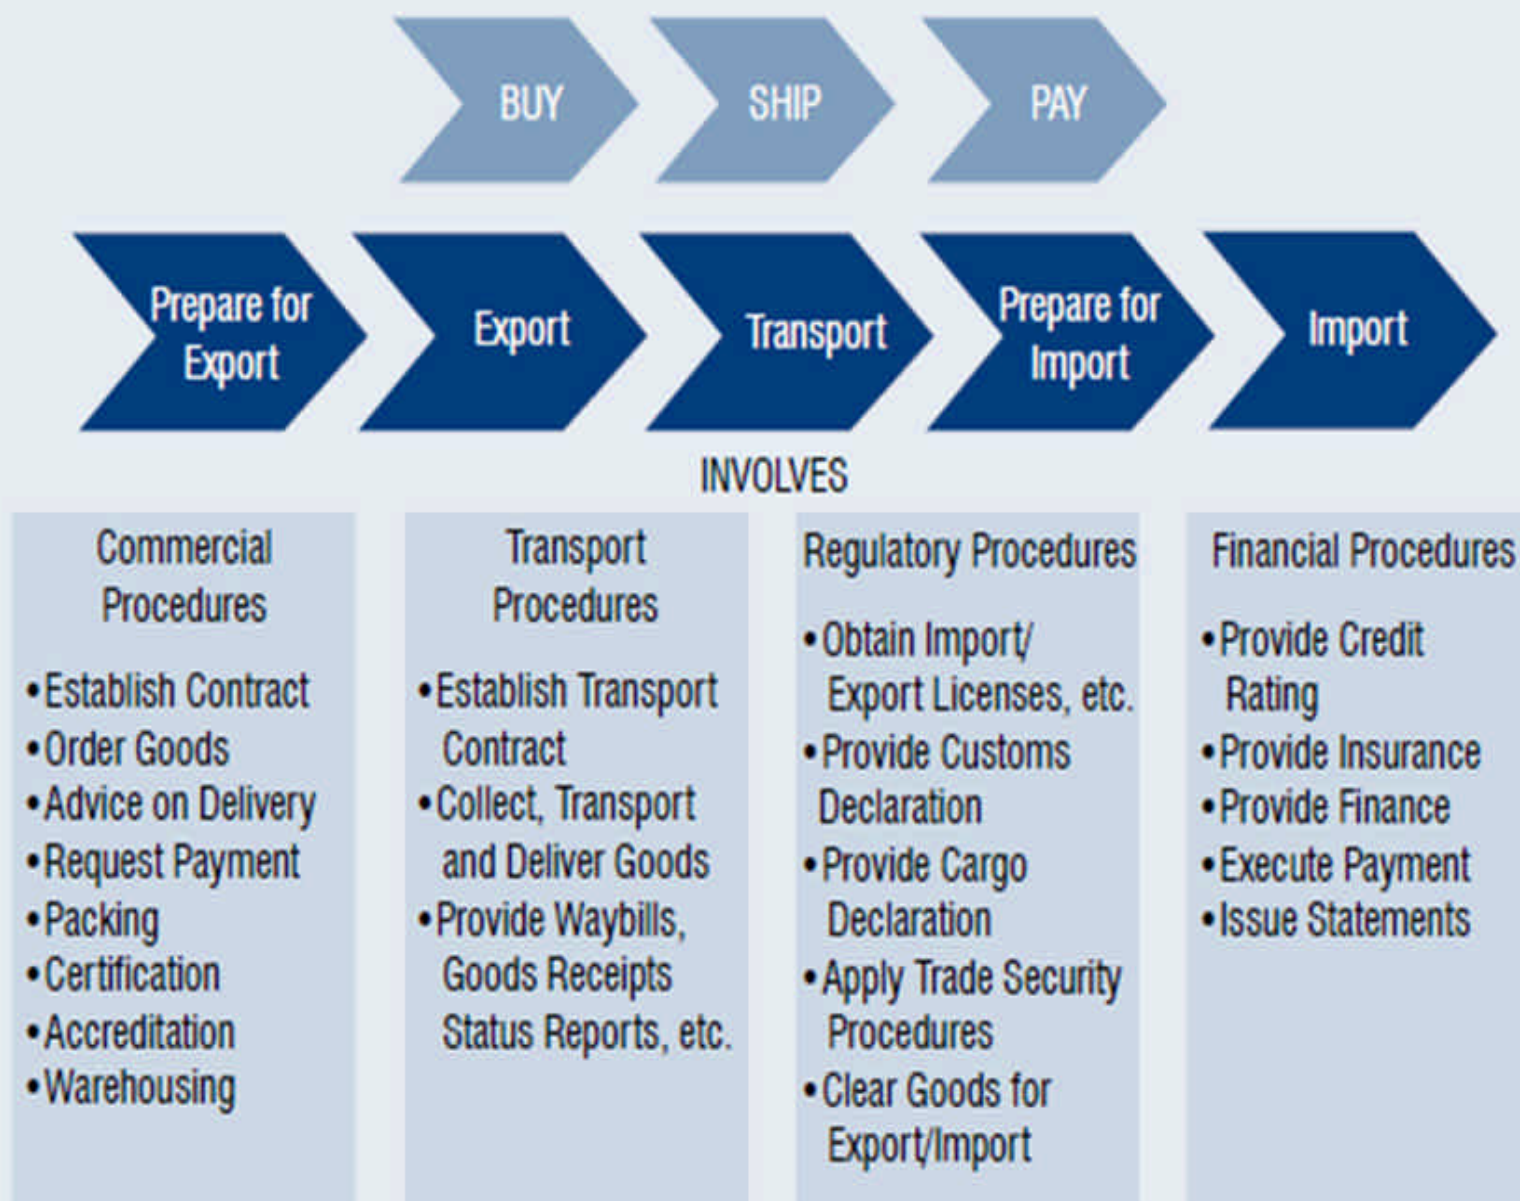 BUY
SHIP
PAY
Prepare for
Export
Export
Transport
Prepare for
Import
Import
INVOLVES
Commercial
Procedures
•Establish Contract
•Order Goods
•Advice on Delivery
•Request Payment
•Packing
•Certification
•Accreditation
•Warehousing
Transport
Procedures
•Establish Transport
Contract
•Collect, Transport
and Deliver Goods
•Provide Waybills,
Goods Receipts
Status Reports, etc.
Regulatory Procedures
•Obtain Import/
Export Licenses, etc.
•Provide Customs
Declaration
•Provide Cargo
Declaration
•Apply Trade Security
Procedures
•Clear Goods for
Export/Import
Financial Procedures
•Provide Credit
Rating
•Provide Insurance
•Provide Finance
•Execute Payment
•Issue Statements